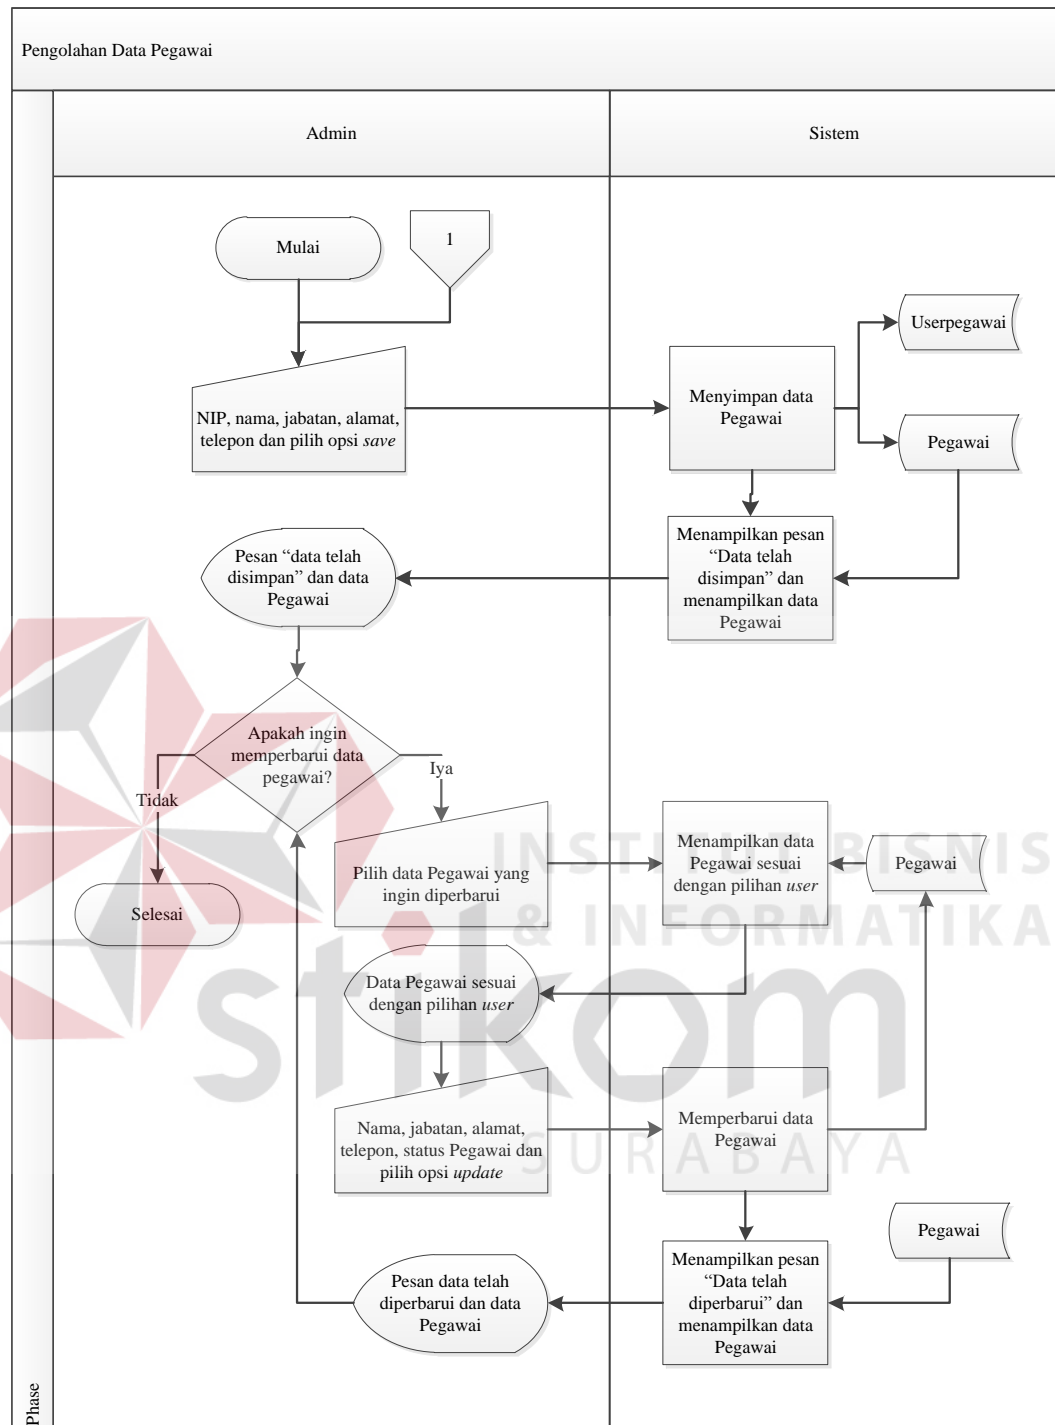 Pengolahan Data Pegawai
Admin
Sistem
Mulai
1
Userpegawai
NIP, nama, jabatan, alamat,
telepon dan pilih opsi save
Menyimpan data
Pegawai
Pegawai
Pesan “data telah
disimpan” dan data
Pegawai
Menampilkan pesan
“Data telah
disimpan” dan
menampilkan data
Pegawai
Apakah ingin
memperbarui data
pegawai?
Iya
Tidak
Selesai
Pilih data Pegawai yang
ingin diperbarui
Menampilkan data
Pegawai sesuai
dengan pilihan user
Pegawai
INSTITUT BISNIS
& INFORMATIKA
stikom
SURABAYA
Data Pegawai sesuai
dengan pilihan user
Nama, jabatan, alamat,
telepon, status Pegawai dan
pilih opsi update
Memperbarui data
Pegawai
Pegawai
Pesan data telah
diperbarui dan data
Pegawai
Menampilkan pesan
“Data telah
diperbarui” dan
menampilkan data
Pegawai
Phase